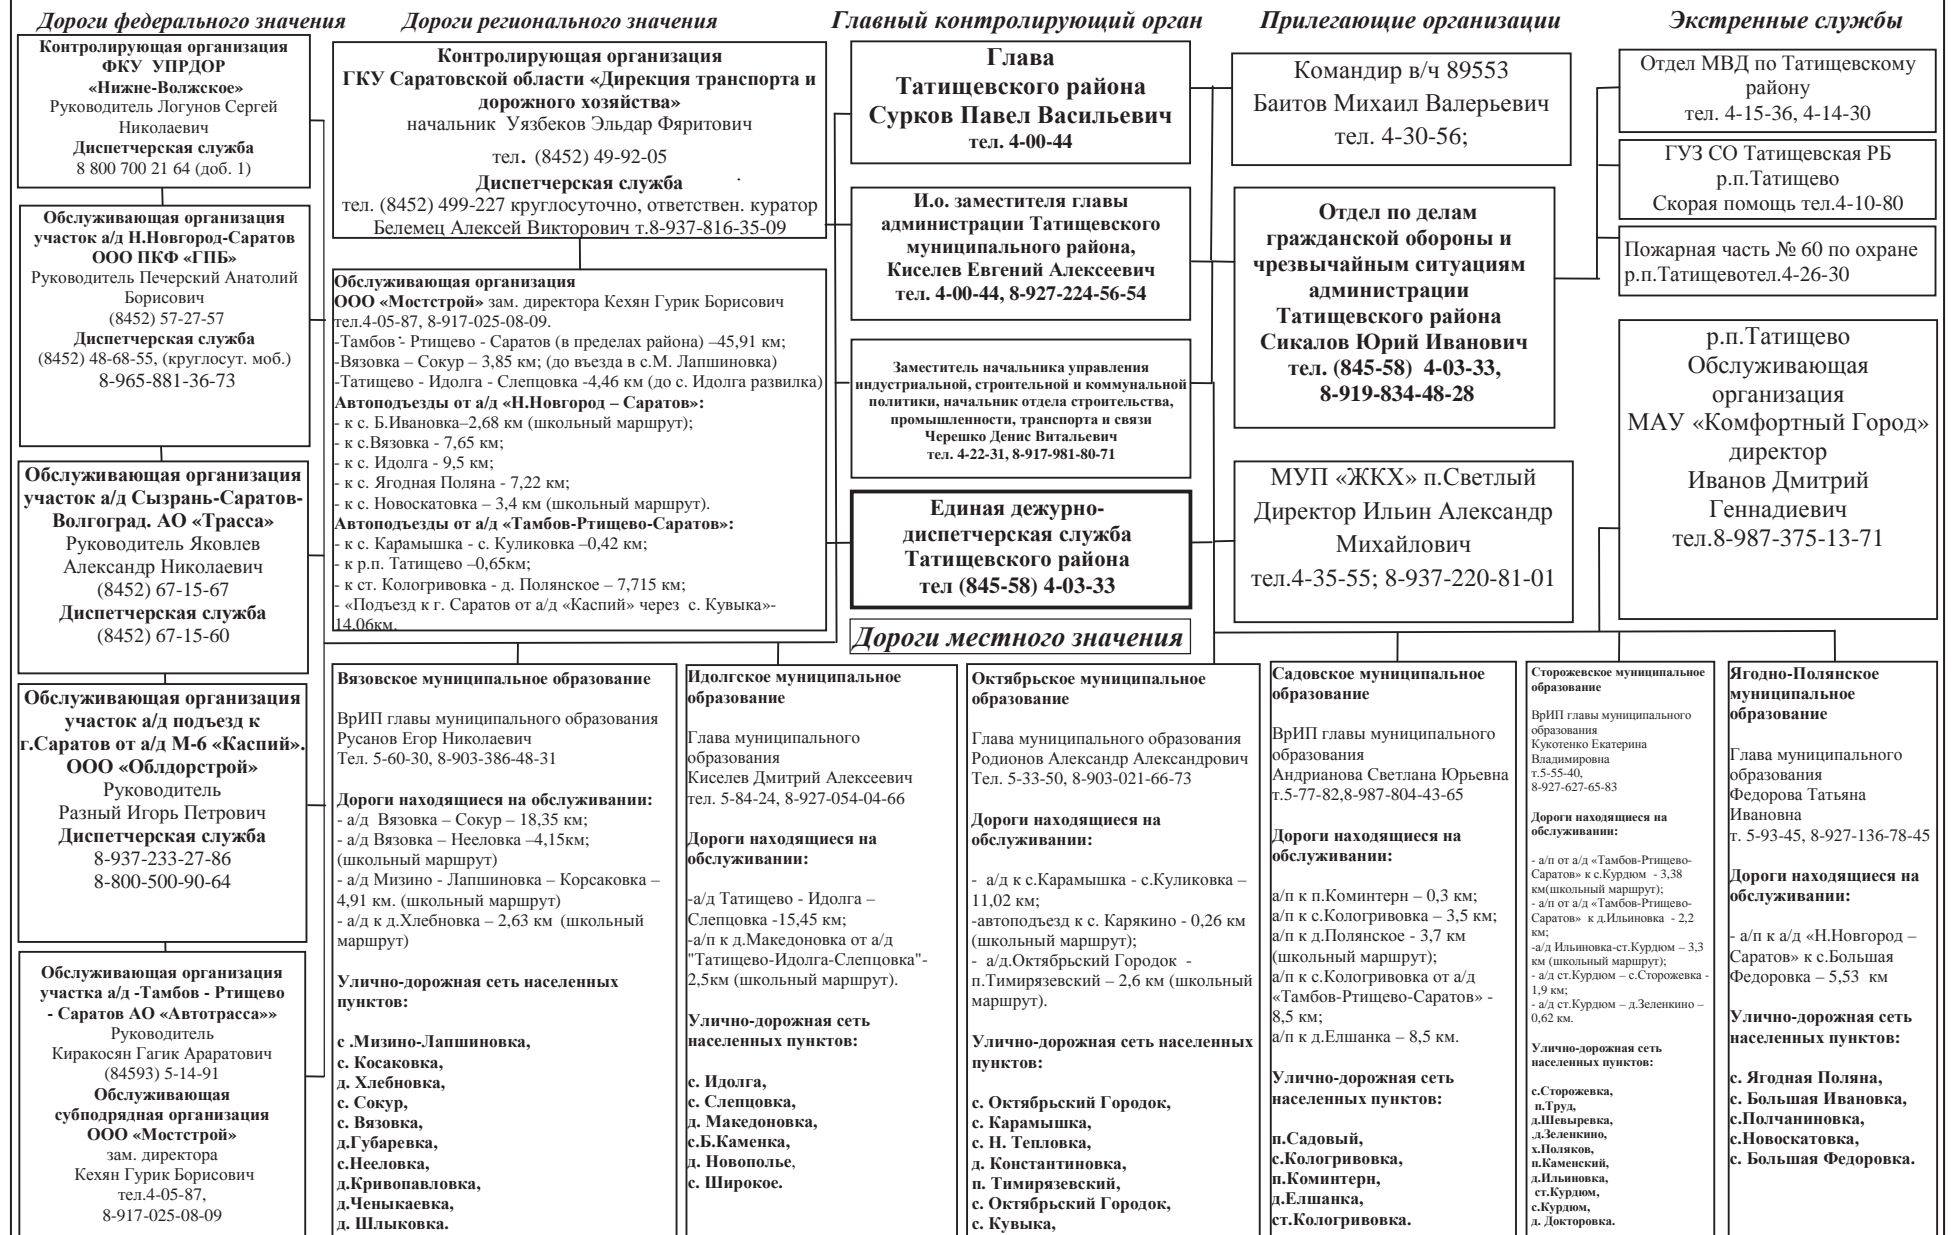 Дороги федерального значения
Контролирующая организация
ФКУ УПРДОР
«Нижне-Волжское»
Руководитель Логунов Сергей
Николаевич
Диспетчерская служба
8 800 700 21 64 (доб. 1)
Обслуживающая организация
участок а/д Н.Новгород-Саратов
ООО ПКФ «ГПБ»
Руководитель Печерский Анатолий
Борисович
(8452) 57-27-57
Диспетчерская служба
(8452) 48-68-55, (круглосут. моб.)
8-965-881-36-73
Обслуживающая организация
участок а/д Сызрань-Саратов-
Волгоград. АО «Трасса»
Руководитель Яковлев
Александр Николаевич
(8452) 67-15-67
Диспетчерская служба
(8452) 67-15-60
Обслуживающая организация
участок а/д подъезд к
г.Саратов от а/д М-6 «Каспий».
ООО «Облдорстрой»
Руководитель
Разный Игорь Петрович
Диспетчерская служба
8-937-233-27-86
8-800-500-90-64
Обслуживающая организация
участка а/д -Тамбов - Ртищево
- Саратов АО «Автотрасса»»
Руководитель
Киракосян Гагик Араратович
(84593) 5-14-91
Обслуживающая
субподрядная организация
ООО «Мостстрой»
зам. директора
Кехян Гурик Борисович
тел.4-05-87,
8-917-025-08-09
Дороги регионального значения
Контролирующая организация
ГКУ Саратовской области «Дирекция транспорта и
дорожного хозяйства»
начальник Уязбеков Эльдар Фяритович
тел. (8452) 49-92-05
Диспетчерская служба
тел. (8452) 499-227 круглосуточно, ответствен. куратор
Белемец Алексей Викторович т.8-937-816-35-09
Обслуживающая организация
ООО «Мостстрой» зам. директора Кехян Гурик Борисович
тел.4-05-87, 8-917-025-08-09.
-Тамбов - Ртищево - Саратов (в пределах района) –45,91 км;
-Вязовка – Сокур – 3,85 км; (до въезда в с.М. Лапшиновка)
-Татищево - Идолга - Слепцовка -4,46 км (до с. Идолга развилка)
Автоподъезды от а/д «Н.Новгород – Саратов»:
- к с. Б.Ивановка–2,68 км (школьный маршрут);
- к с.Вязовка - 7,65 км;
- к с. Идолга - 9,5 км;
- к с. Ягодная Поляна - 7,22 км;
- к с. Новоскатовка – 3,4 км (школьный маршрут).
Автоподъезды от а/д «Тамбов-Ртищево-Саратов»:
- к с. Карамышка - с. Куликовка –0,42 км;
- к р.п. Татищево –0,65км;
- к ст. Кологривовка - д. Полянское – 7,715 км;
- «Подъезд к г. Саратов от а/д «Каспий» через с. Кувыка»-
14,06км.
Главный контролирующий орган
Глава
Татищевского района
Сурков Павел Васильевич
тел. 4-00-44
И.о. заместителя главы
администрации Татищевского
муниципального района,
Киселев Евгений Алексеевич
тел. 4-00-44, 8-927-224-56-54
Заместитель начальника управления
индустриальной, строительной и коммунальной
политики, начальник отдела строительства,
промышленности, транспорта и связи
Черешко Денис Витальевич
тел. 4-22-31, 8-917-981-80-71
Единая дежурно-
диспетчерская служба
Татищевского района
тел (845-58) 4-03-33
Прилегающие организации
Командир в/ч 89553
Баитов Михаил Валерьевич
тел. 4-30-56;
Отдел по делам
гражданской обороны и
чрезвычайным ситуациям
администрации
Татищевского района
Сикалов Юрий Иванович
тел. (845-58) 4-03-33,
8-919-834-48-28
МУП «ЖКХ» п.Светлый
Директор Ильин Александр
Михайлович
тел.4-35-55; 8-937-220-81-01
Экстренные службы
Отдел МВД по Татищевскому
району
тел. 4-15-36, 4-14-30
ГУЗ СО Татищевская РБ
р.п.Татищево
Скорая помощь тел.4-10-80
Пожарная часть № 60 по охране
р.п.Татищевотел.4-26-30
р.п.Татищево
Обслуживающая
организация
МАУ «Комфортный Город»
директор
Иванов Дмитрий
Геннадиевич
тел.8-987-375-13-71
Дороги местного значения
Вязовское муниципальное образование
ВрИП главы муниципального образования
Русанов Егор Николаевич
Тел. 5-60-30, 8-903-386-48-31
Дороги находящиеся на обслуживании:
- а/д Вязовка – Сокур – 18,35 км;
- а/д Вязовка – Нееловка –4,15км;
(школьный маршрут)
- а/д Мизино - Лапшиновка – Корсаковка –
4,91 км. (школьный маршрут)
- а/д к д.Хлебновка – 2,63 км (школьный
маршрут)
Улично-дорожная сеть населенных
пунктов:
с .Мизино-Лапшиновка,
с. Косаковка,
д. Хлебновка,
с. Сокур,
с. Вязовка,
д.Губаревка,
с.Нееловка,
д.Кривопавловка,
д.Ченыкаевка,
д. Шлыковка.
Идолгское муниципальное
образование
Глава муниципального
образования
Киселев Дмитрий Алексеевич
тел. 5-84-24, 8-927-054-04-66
Дороги находящиеся на
обслуживании:
-а/д Татищево - Идолга –
Слепцовка -15,45 км;
-а/п к д.Македоновка от а/д
"Татищево-Идолга-Слепцовка"-
2,5км (школьный маршрут).
Улично-дорожная сеть
населенных пунктов:
с. Идолга,
с. Слепцовка,
д. Македоновка,
с.Б.Каменка,
д. Новополье,
с. Широкое.
Октябрьское муниципальное
образование
Глава муниципального образования
Родионов Александр Александрович
Тел. 5-33-50, 8-903-021-66-73
Дороги находящиеся на
обслуживании:
- а/д к с.Карамышка - с.Куликовка –
11,02 км;
-автоподъезд к с. Карякино - 0,26 км
(школьный маршрут);
- а/д.Октябрьский Городок -
п.Тимирязевский – 2,6 км (школьный
маршрут).
Улично-дорожная сеть населенных
пунктов:
с. Октябрьский Городок,
с. Карамышка,
с. Н. Тепловка,
д. Константиновка,
п. Тимирязевский,
с. Октябрьский Городок,
с. Кувыка,
Садовское муниципальное
образование
ВрИП главы муниципального
образования
Андрианова Светлана Юрьевна
т.5-77-82,8-987-804-43-65
Дороги находящиеся на
обслуживании:
а/п к п.Коминтерн – 0,3 км;
а/п к с.Кологривовка – 3,5 км;
а/п к д.Полянское - 3,7 км
(школьный маршрут);
а/п к с.Кологривовка от а/д
«Тамбов-Ртищево-Саратов» -
8,5 км;
а/п к д.Елшанка – 8,5 км.
Улично-дорожная сеть
населенных пунктов:
п.Садовый,
с.Кологривовка,
п.Коминтерн,
д.Елшанка,
ст.Кологривовка.
Сторожевское муниципальное
образование
ВрИП главы муниципального
образования
Кукотенко Екатерина
Владимировна
т.5-55-40,
8-927-627-65-83
Дороги находящиеся на
обслуживании:
- а/п от а/д «Тамбов-Ртищево-
Саратов» к с.Курдюм - 3,38
км(школьный маршрут);
- а/п от а/д «Тамбов-Ртищево-
Саратов» к д.Ильиновка - 2,2
км;
-а/д Ильиновка-ст.Курдюм – 3,3
км (школьный маршрут);
- а/д ст.Курдюм – с.Сторожевка -
1,9 км;
- а/д ст.Курдюм – д.Зеленкино –
0,62 км.
Улично-дорожная сеть
населенных пунктов:
с.Сторожевка,
п.Труд,
д.Шевыревка,
.д.Зеленкино,
х.Поляков,
п.Каменский,
д.Ильиновка,
ст.Курдюм,
с.Курдюм,
д. Докторовка.
Ягодно-Полянское
муниципальное
образование
Глава муниципального
образования
Федорова Татьяна
Ивановна
т. 5-93-45, 8-927-136-78-45
Дороги находящиеся на
обслуживании:
- а/п к а/д «Н.Новгород –
Саратов» к с.Большая
Федоровка – 5,53 км
Улично-дорожная сеть
населенных пунктов:
с. Ягодная Поляна,
с. Большая Ивановка,
с.Полчаниновка,
с.Новоскатовка,
с. Большая Федоровка.